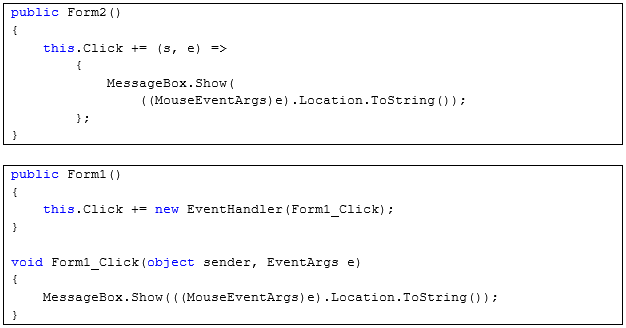 public Form2()
{
    this.Click += (s, e) =>
        {
            MessageBox.Show(
                ((MouseEventArgs)e).Location.ToString());
        };
}
public Form1()
{
    this.Click += new EventHandler(Form1_Click);
}
void Form1_Click(object sender, EventArgs e)
{
    MessageBox.Show(((MouseEventArgs)e).Location.ToString());
}